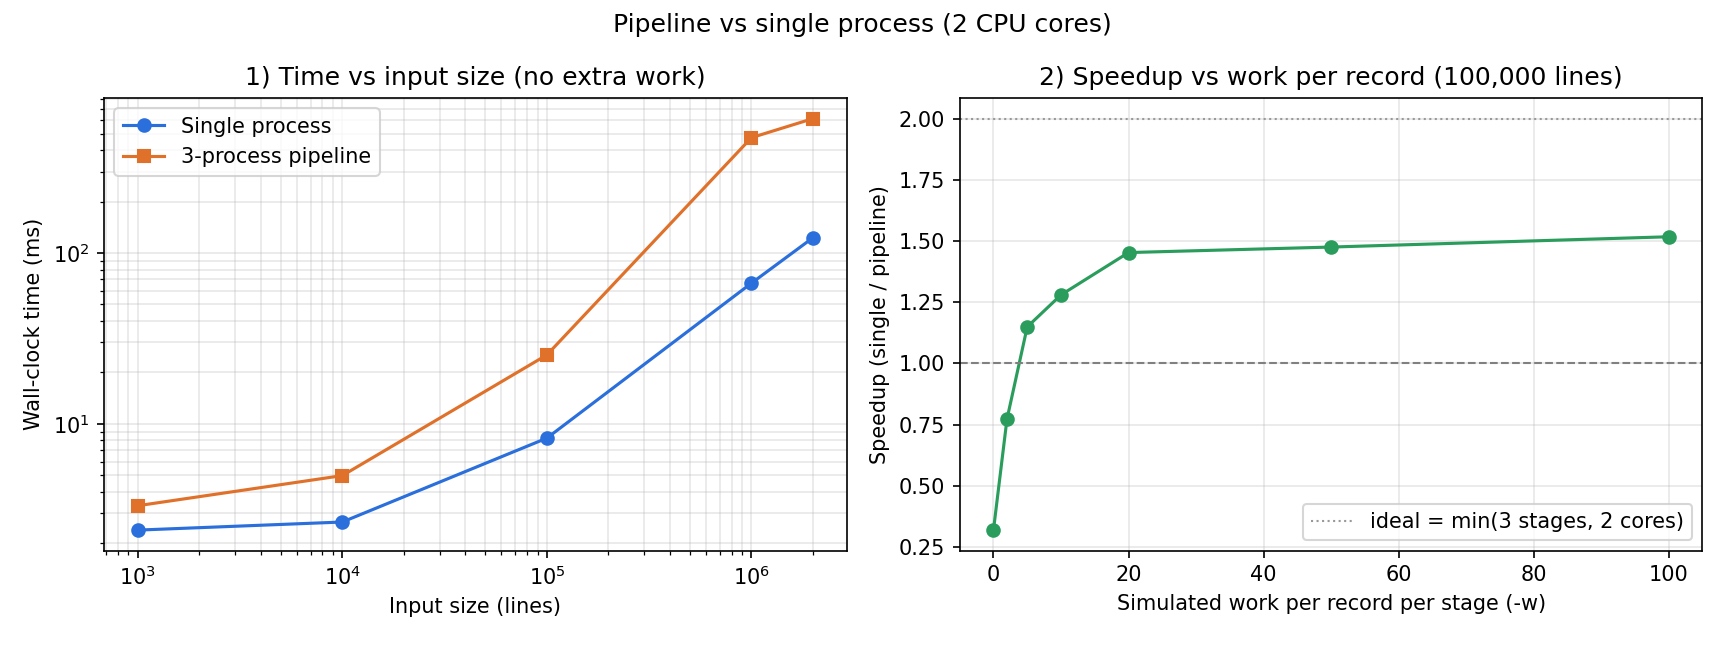 Pipeline vs single process (2 CPU cores)
1) Time vs input size (no extra work)
Single process
3-process pipeline
Wall-clock time (ms)
10²
10¹
10³ 10⁴ 10⁵ 10⁶
Input size (lines)
2) Speedup vs work per record (100,000 lines)
Speedup (single / pipeline)
2.00
1.75
1.50
1.25
1.00
0.75
0.50
0.25
ideal = min(3 stages, 2 cores)
0 20 40 60 80 100
Simulated work per record per stage (-w)